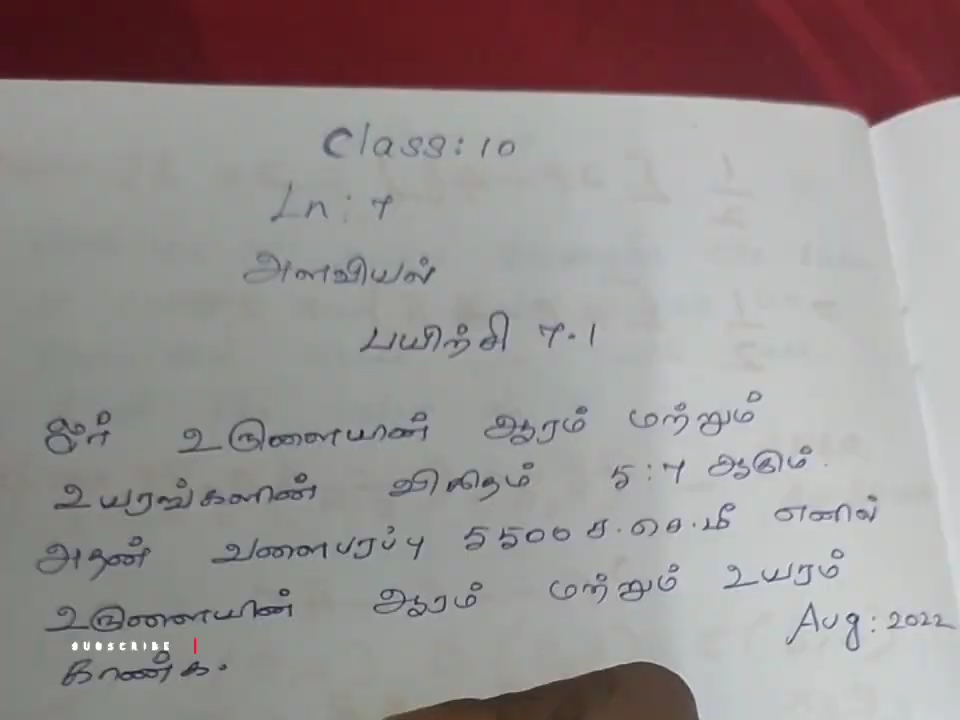 Class: 10
Ln: 7
அளவியல்
பயிற்சி 7.1
ஓர் உருளையின் ஆரம் மற்றும்
உயரங்களின் விகிதம் 5:7 ஆகும்.
அதன் வளைபரப்பு 5500 ச.செ.மீ எனில்
உருளையின் ஆரம் மற்றும் உயரம்
காண்க.
Aug: 2022
SUBSCRIBE